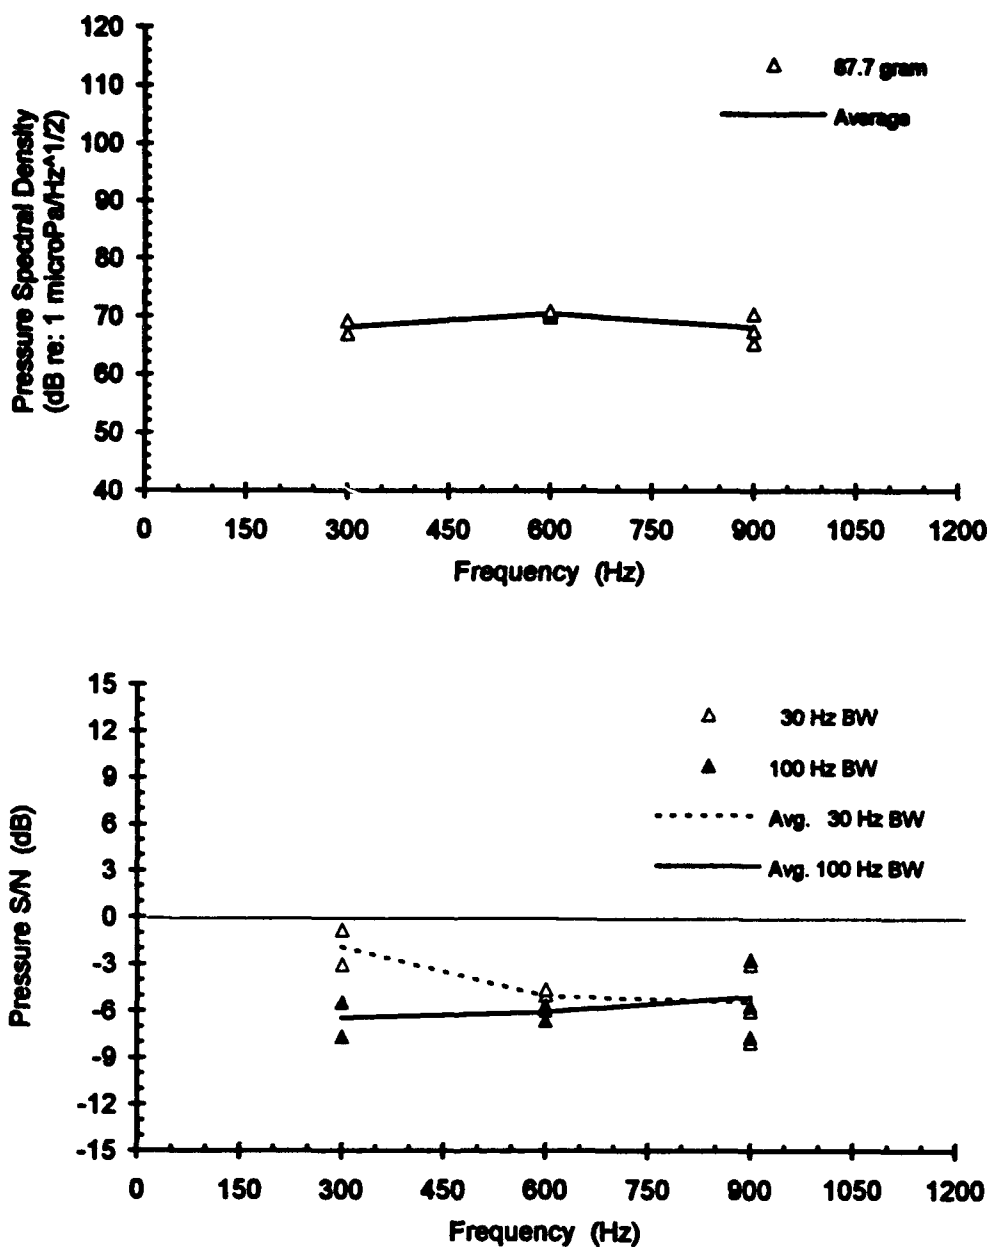 120
110
100
90
80
70
60
50
40
Pressure Spectral Density
(dB re: 1 microPa/Hz^1/2)
87.7 gram
Average
0 150 300 450 600 750 900 1050 1200
Frequency (Hz)
15
12
9
6
3
0
-3
-6
-9
-12
-15
Pressure S/N (dB)
30 Hz BW
100 Hz BW
Avg. 30 Hz BW
Avg. 100 Hz BW
0 150 300 450 600 750 900 1050 1200
Frequency (Hz)